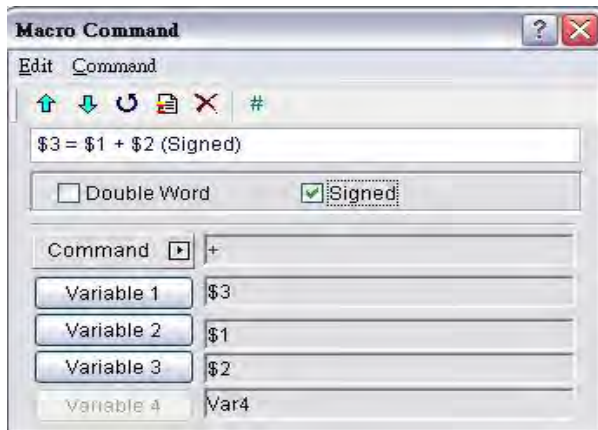 Macro Command
Edit Command
#
$3 = $1 + $2 (Signed)
Double Word Signed
Command +
Variable 1 $3
Variable 2 $1
Variable 3 $2
Variable 4 Var4